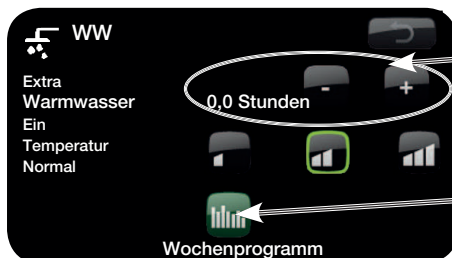 WW
Extra
Warmwasser 0,0 Stunden
Ein
Temperatur
Normal
Wochenprogramm